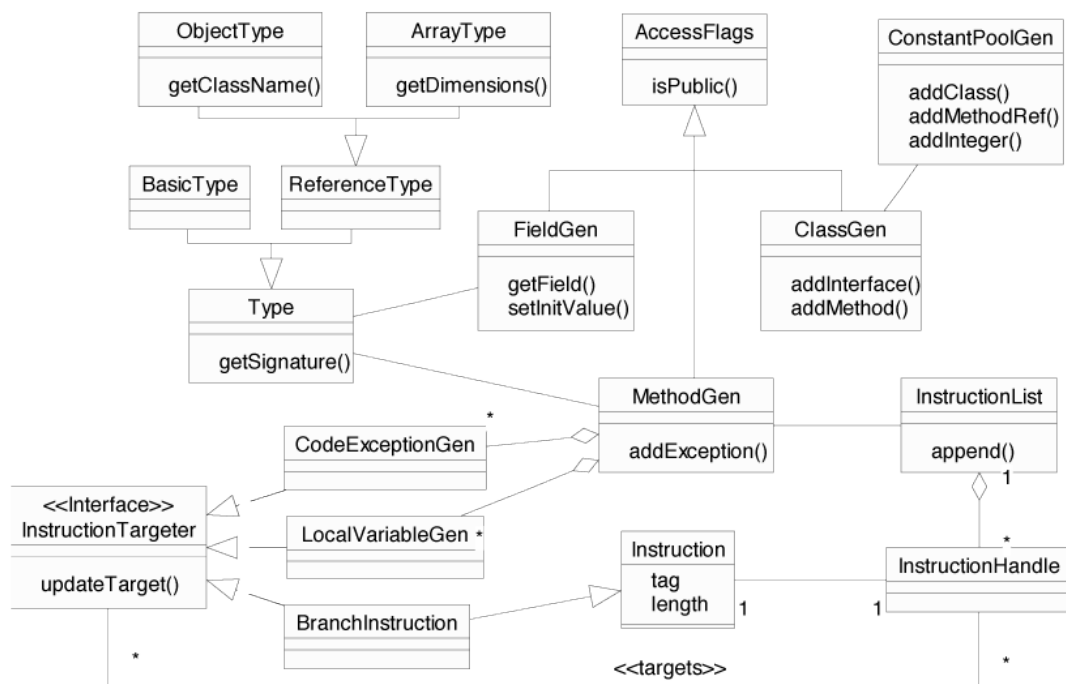 ObjectType
getClassName()
ArrayType
getDimensions()
AccessFlags
isPublic()
ConstantPoolGen
addClass()
addMethodRef()
addInteger()
BasicType
ReferenceType
FieldGen
getField()
setInitValue()
ClassGen
addInterface()
addMethod()
Type
getSignature()
MethodGen
addException()
InstructionList
append()
1
*
CodeExceptionGen
*
<<Interface>>
InstructionTargeter
updateTarget()
LocalVariableGen
*
Instruction
tag
length
1
1
*
InstructionHandle
BranchInstruction
*
<<targets>>
*